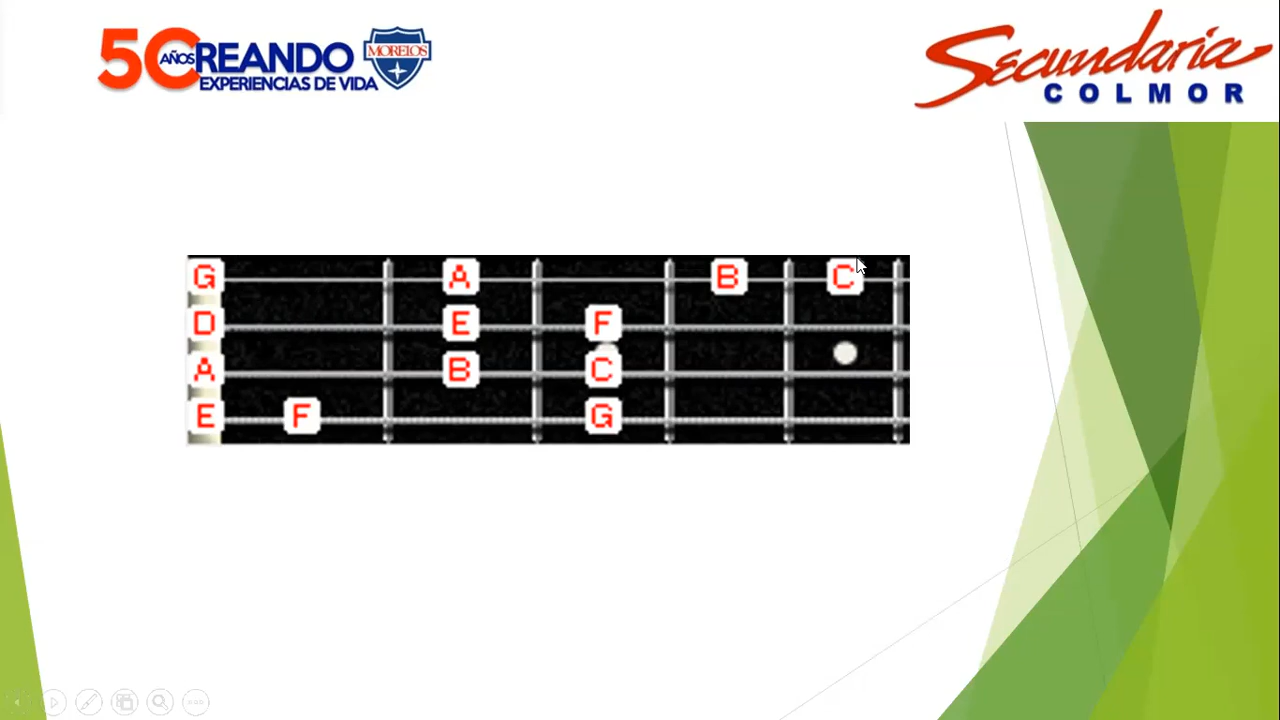 50 AÑOS CREANDO
EXPERIENCIAS DE VIDA
MORELOS
Secundaria
COLMOR
G A B C
D E F
A B C
E F G